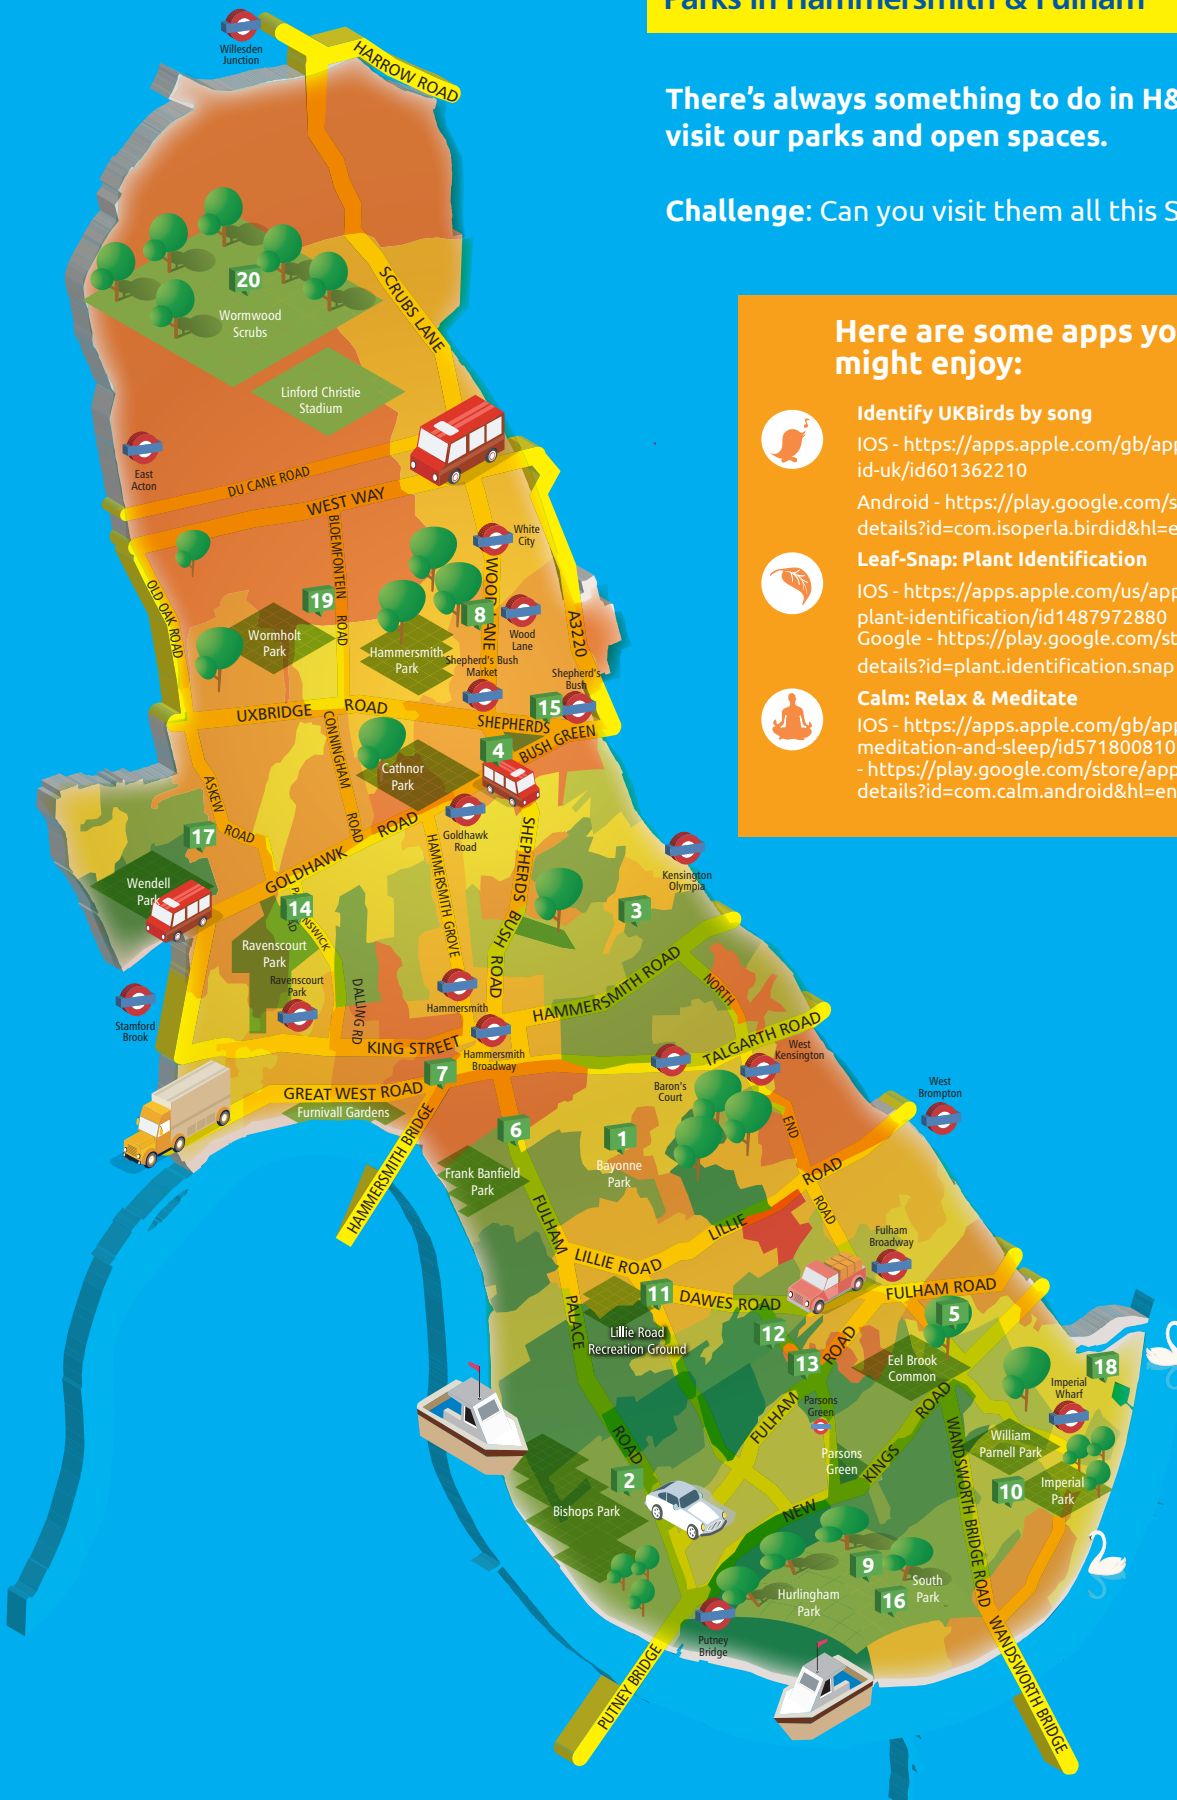 Parks in Hammersmith & Fulham
There's always something to do in H&
visit our parks and open spaces.
Challenge: Can you visit them all this S
Here are some apps yo
might enjoy:
Identify UKBirds by song
IOS - https://apps.apple.com/gb/app
id-uk/id601362210
Android - https://play.google.com/s
details?id=com.isoperla.birdid&hl=e
Leaf-Snap: Plant Identification
IOS - https://apps.apple.com/us/app
plant-identification/id1487972880
Google - https://play.google.com/st
details?id=plant.identification.snap
Calm: Relax & Meditate
IOS - https://apps.apple.com/gb/app
meditation-and-sleep/id571800810
- https://play.google.com/store/app
details?id=com.calm.android&hl=en
Willesden
Junction
HARROW ROAD
20
Wormwood
Scrubs
SCRUBS LANE
Linford Christie
Stadium
East
Acton
DU CANE ROAD
WEST WAY
BLOEMFONTEIN
ROAD
White
City
WOOD LANE
OLD OAK ROAD
19
8
Wood
Lane
A3220
Wormholt
Park
Hammersmith
Park
Shepherd's Bush
Market
Shepherd's
Bush
UXBRIDGE
ROAD
15
SHEPHERDS
BUSH GREEN
CONNINGHAM
ROAD
4
Cathnor
Park
ASKEW
ROAD
17
GOLDHAWK
ROAD
Goldhawk
Road
HAMMERSMITH GROVE
SHEPHERDS
BUSH
ROAD
Kensington
Olympia
Wendell
Park
14
NSWICK
3
Ravenscourt
Park
Ravenscourt
Park
DALLING RD
Stamford
Brook
Hammersmith
HAMMERSMITH ROAD
NORTH
KING STREET
Hammersmith
Broadway
TALGARTH ROAD
West
Kensington
Baron's
Court
7
GREAT WEST ROAD
Furnivall Gardens
HAMMERSMITH BRIDGE
West
Brompton
6
1
Bayonne
Park
END
ROAD
Frank Banfield
Park
FULHAM
PALACE
ROAD
LILLIE
ROAD
LILLIE ROAD
Fulham
Broadway
11
DAWES ROAD
FULHAM ROAD
Lillie Road
Recreation Ground
12
13
ROAD
5
Eel Brook
Common
18
Imperial
Wharf
Parsons
Green
FULHAM
Parsons
Green
KINGS
ROAD
WANDSWORTH BRIDGE ROAD
William
Parnell Park
Imperial
Park
10
2
Bishops Park
NEW
9
16
South
Park
Hurlingham
Park
Putney
Bridge
PUTNEY BRIDGE
WANDSWORTH BRIDGE